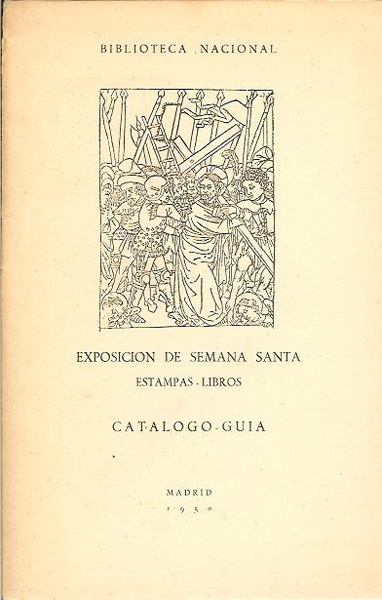 BIBLIOTECA NACIONAL
EXPOSICION DE SEMANA SANTA
ESTAMPAS-LIBROS
CATALOGO-GUIA
MADRID
1950